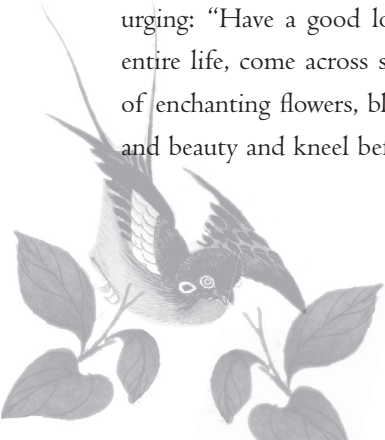 urging: “Have a good
entire life, come across
of enchanting flowers,
and beauty and kneel